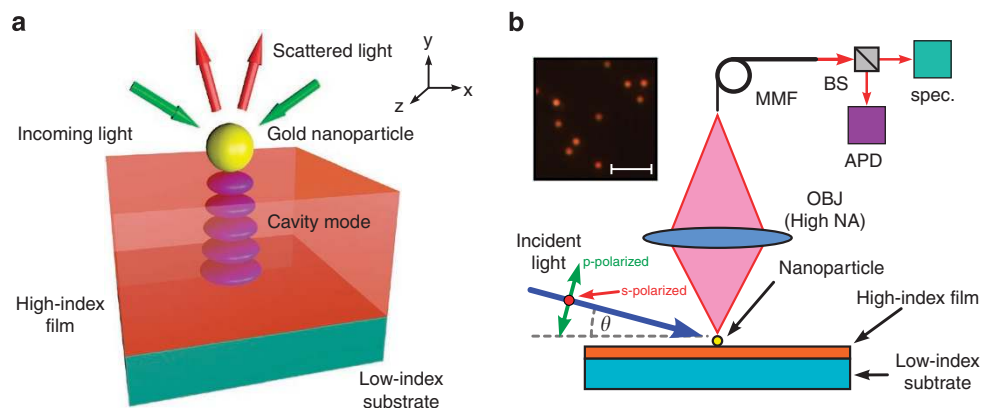 a
Scattered light
y
x
z
Incoming light
Gold nanoparticle
Cavity mode
High-index
film
Low-index
substrate
b
MMF
BS
spec.
APD
OBJ
(High NA)
Incident
light
p-polarized
s-polarized
θ
Nanoparticle
High-index film
Low-index
subtrate